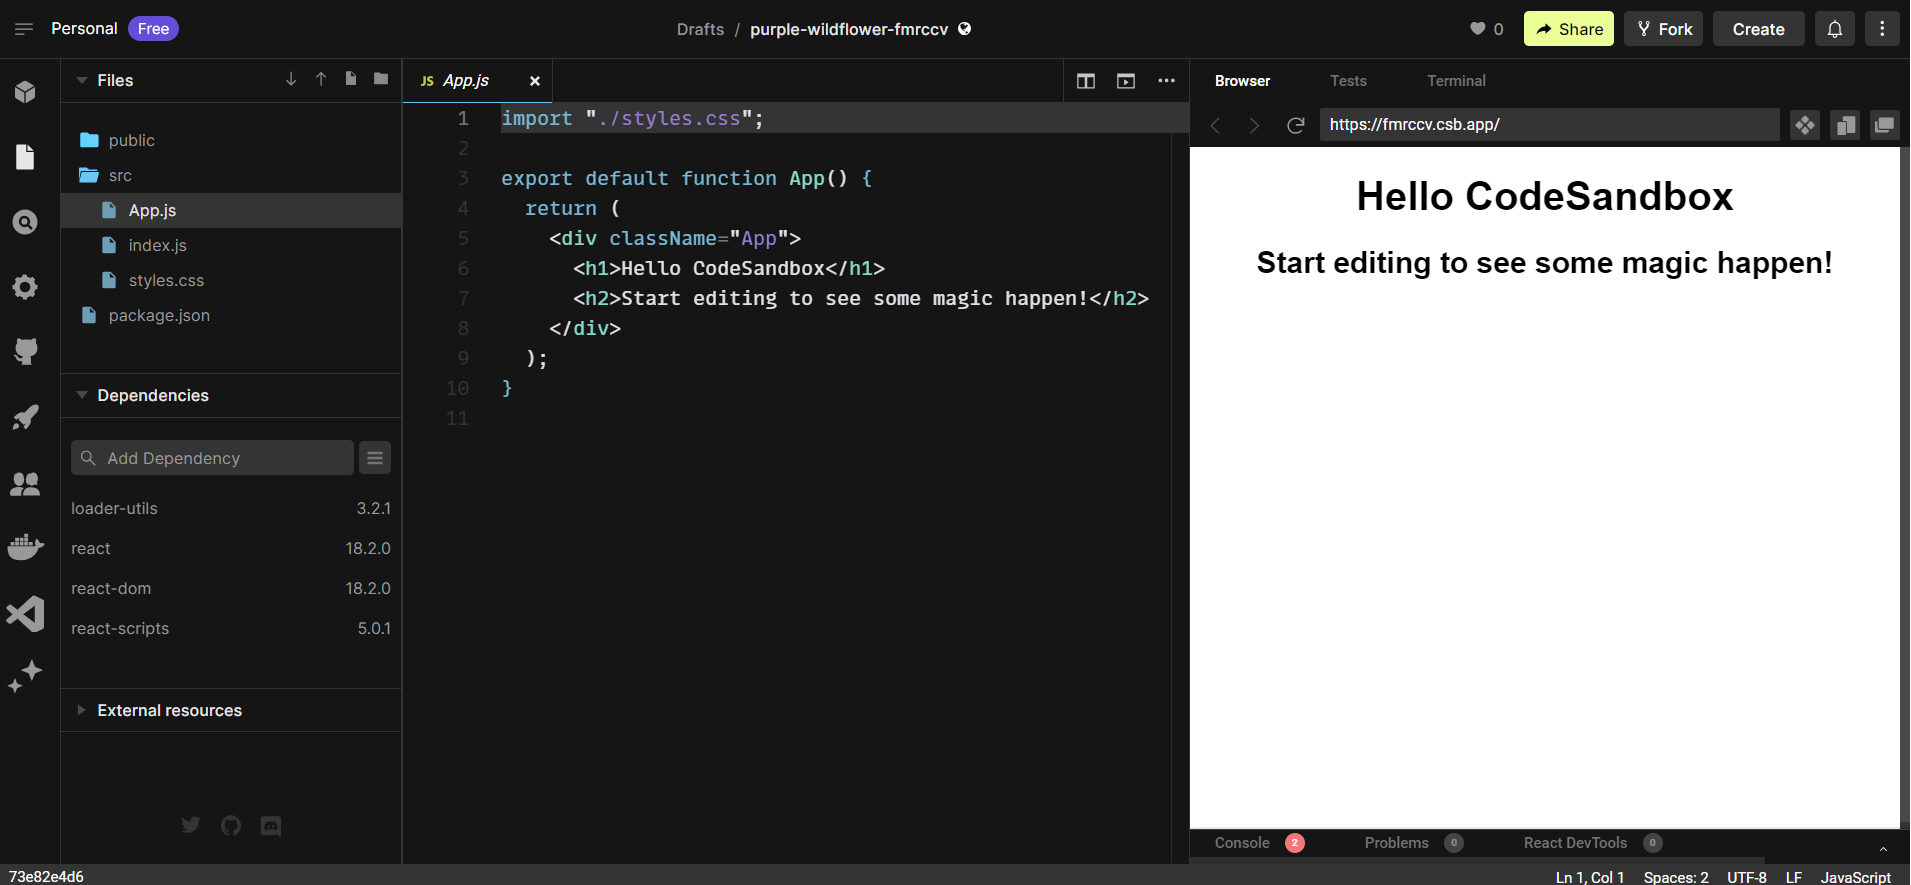 Personal Free
Drafts / purple-wildflower-fmrccv
0 Share Fork Create
Files
public
src
App.js
index.js
styles.css
package.json
Dependencies
Add Dependency
loader-utils 3.2.1
react 18.2.0
react-dom 18.2.0
react-scripts 5.0.1
External resources
JS App.js
1 import "./styles.css";
2
3 export default function App() {
4   return (
5     <div className="App">
6       <h1>Hello CodeSandbox</h1>
7       <h2>Start editing to see some magic happen!</h2>
8     </div>
9   );
10 }
11
Browser Tests Terminal
https://fmrccv.csb.app/
Hello CodeSandbox
Start editing to see some magic happen!
Console 2 Problems 0 React DevTools 0
73e82e4d6
Ln 1, Col 1 Spaces: 2 UTF-8 LF JavaScript